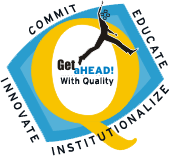 COMMIT
EDUCATE
INSTITUTIONALIZE
INNOVATE
Q
Get
aHEAD!
With Quality